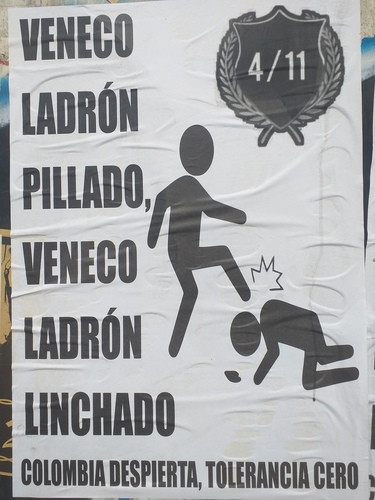 VENECO
4/11
LADRÓN
PILLADO,
VENECO
LADRÓN
LINCHADO
COLOMBIA DESPIERTA, TOLERANCIA CERO